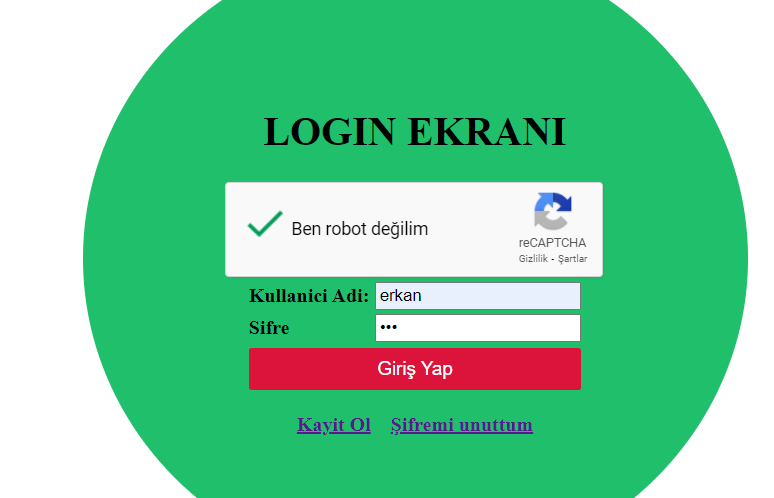 LOGIN EKRANI
Ben robot değilim
reCAPTCHA
Gizlilik - Şartlar
Kullanici Adi: erkan
Sifre •••
Giriş Yap
Kayit Ol Şifremi unuttum